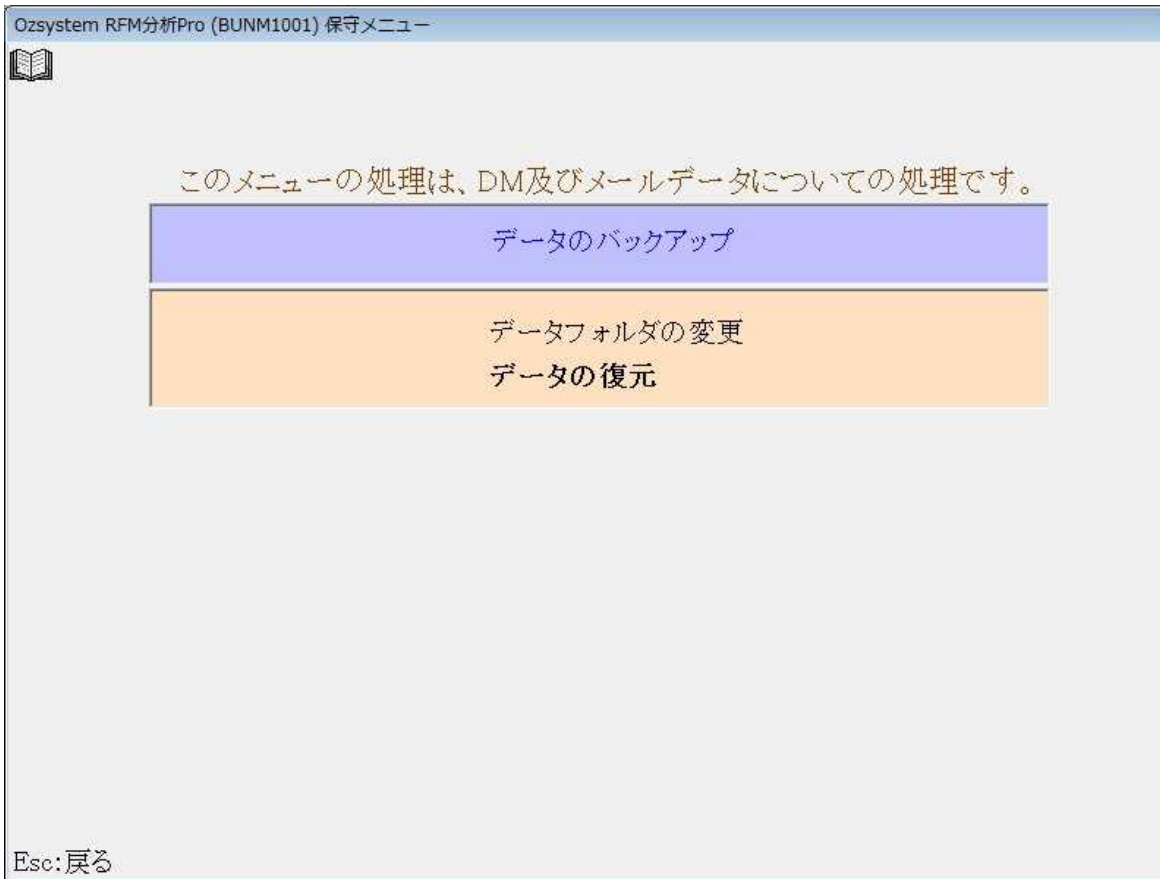 Ozsystem RFM分析Pro (BUNM1001) 保守メニュー
このメニューの処理は、DM及びメールデータについての処理です。
データのバックアップ
データフォルダの変更
データの復元
Esc:戻る